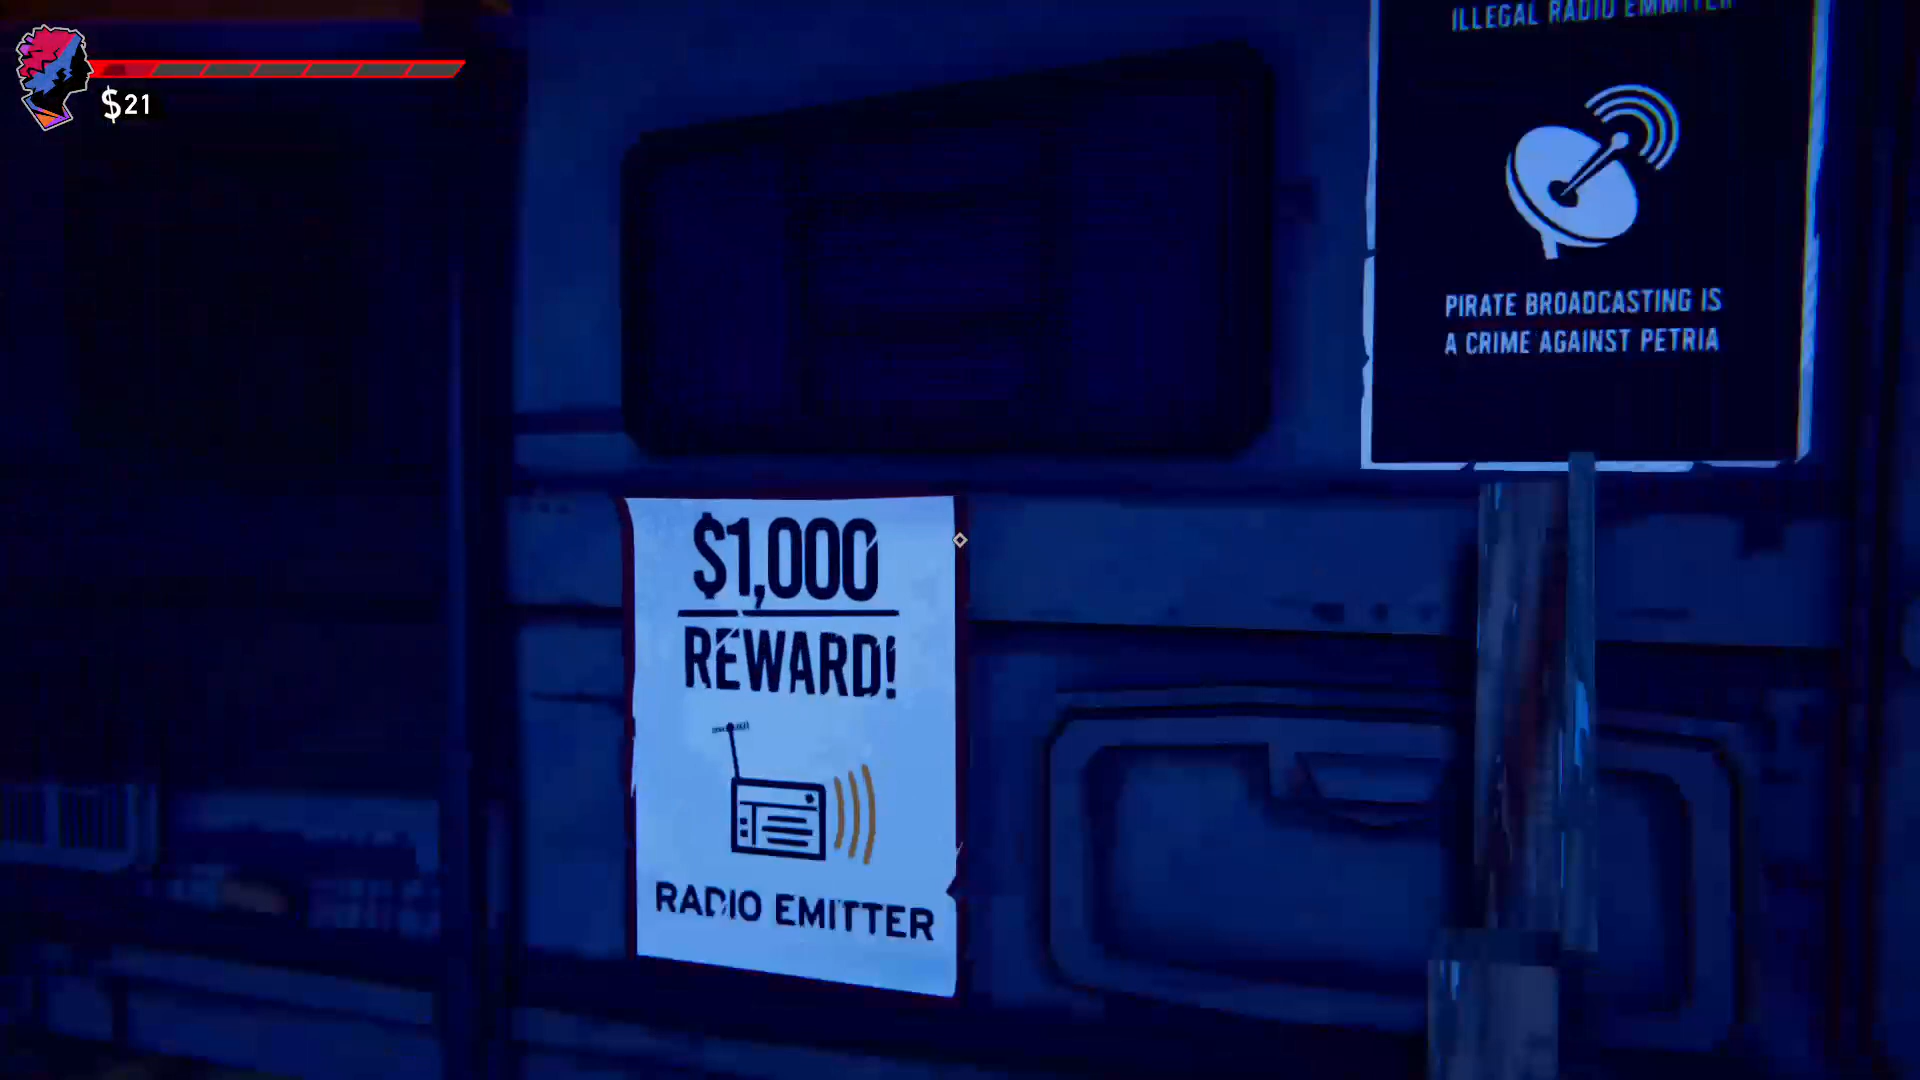 $21
ILLEGAL RADIO EMMITER
PIRATE BROADCASTING IS
A CRIME AGAINST PETRIA
$1,000
REWARD!
RADIO EMITTER